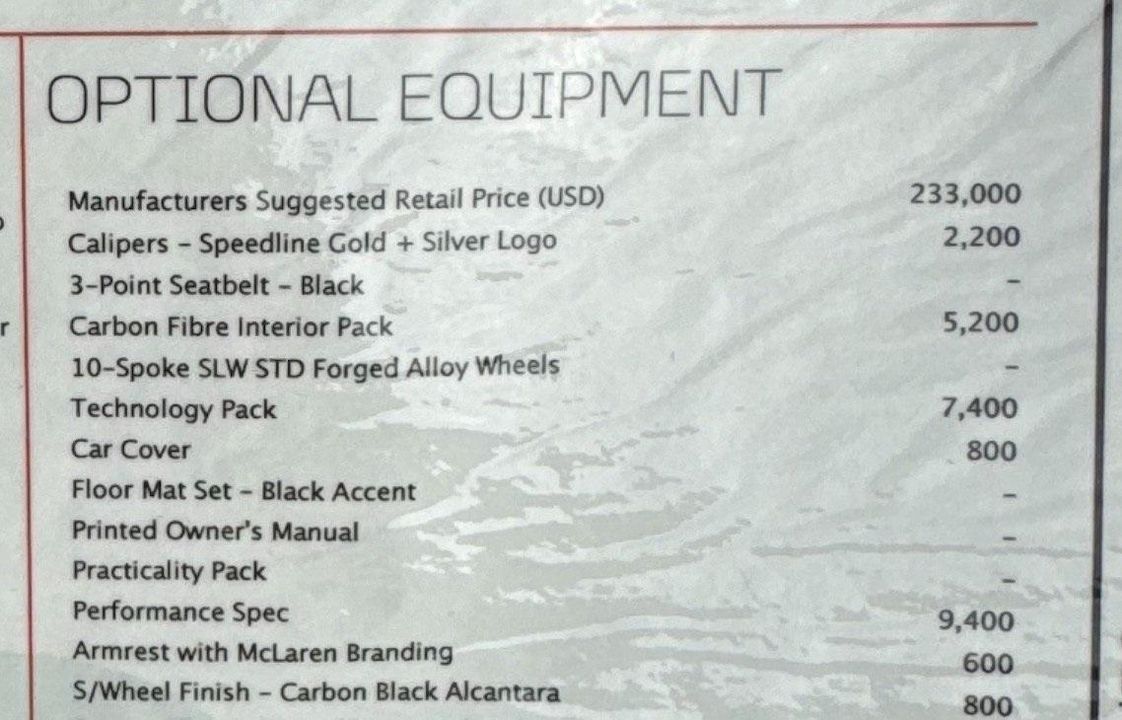 OPTIONAL EQUIPMENT
Manufacturers Suggested Retail Price (USD) 233,000
Calipers - Speedline Gold + Silver Logo 2,200
3-Point Seatbelt - Black -
Carbon Fibre Interior Pack 5,200
10-Spoke SLW STD Forged Alloy Wheels -
Technology Pack 7,400
Car Cover 800
Floor Mat Set - Black Accent -
Printed Owner's Manual -
Practicality Pack -
Performance Spec 9,400
Armrest with McLaren Branding 600
S/Wheel Finish - Carbon Black Alcantara 800